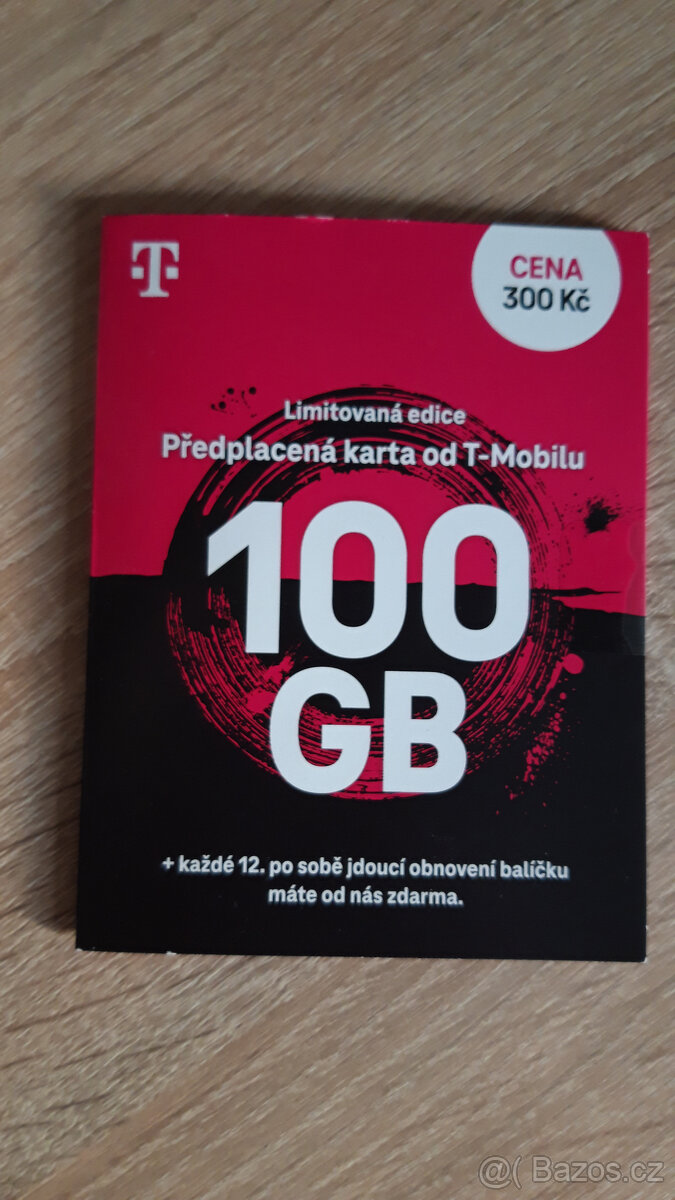 T
CENA
300 Kč
Limitovaná edice
Předplacená karta od T-Mobilu
100
GB
+ každé 12. po sobě jdoucí obnovení balíčku
máte od nás zdarma.
@( Bazos.cz